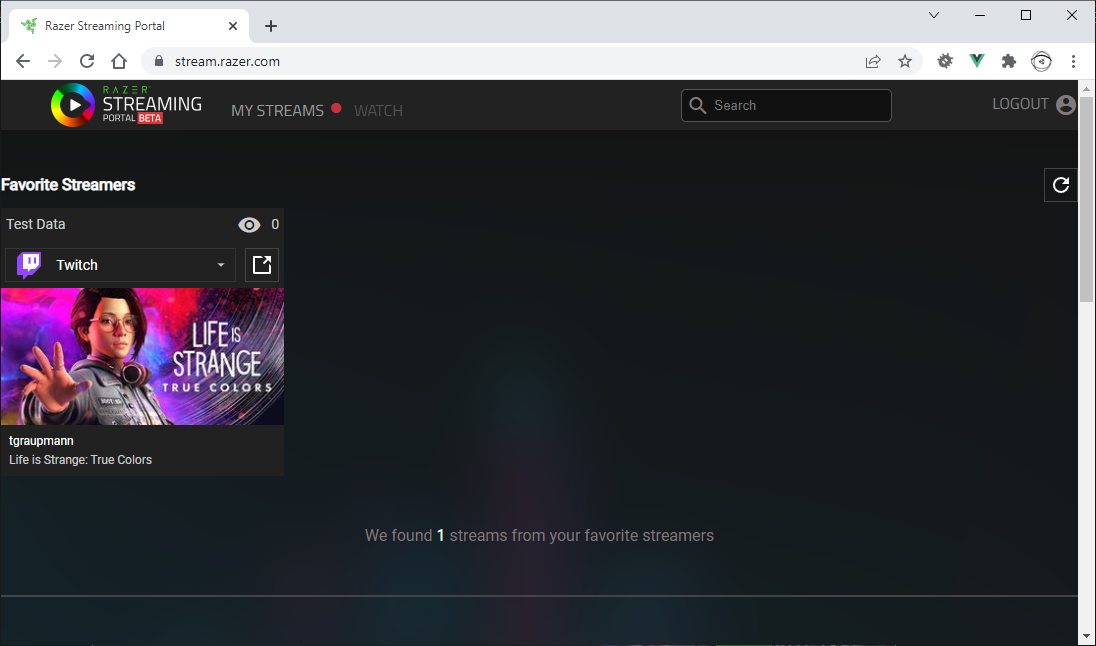 Razer Streaming Portal
stream.razer.com
RAZER
STREAMING
PORTAL BETA
MY STREAMS
WATCH
Search
LOGOUT
Favorite Streamers
Test Data
0
Twitch
LIFE IS
STRANGE
TRUE COLORS
tgraupmann
Life is Strange: True Colors
We found 1 streams from your favorite streamers